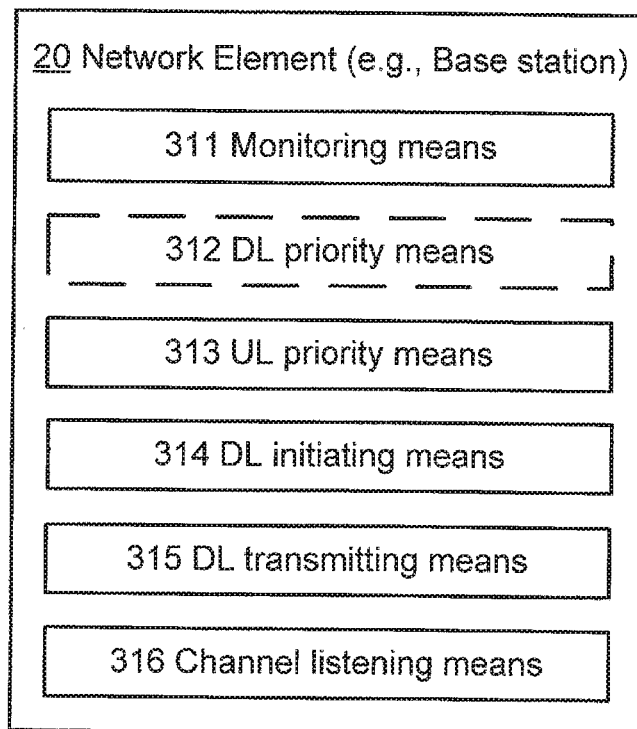 20 Network Element (e.g., Base station)
311 Monitoring means
312 DL priority means
313 UL priority means
314 DL initiating means
315 DL transmitting means
316 Channel listening means